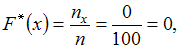 F*(x) = n_x / n = 0 / 100 = 0,